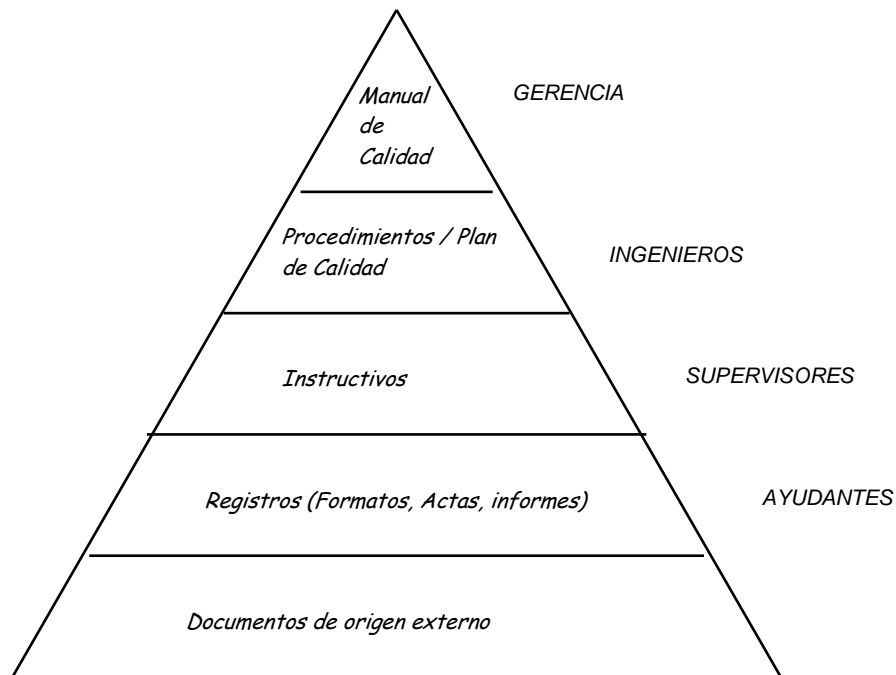 Manual
de
Calidad
GERENCIA
Procedimientos / Plan
de Calidad
INGENIEROS
Instructivos
SUPERVISORES
Registros (Formatos, Actas, informes)
AYUDANTES
Documentos de origen externo